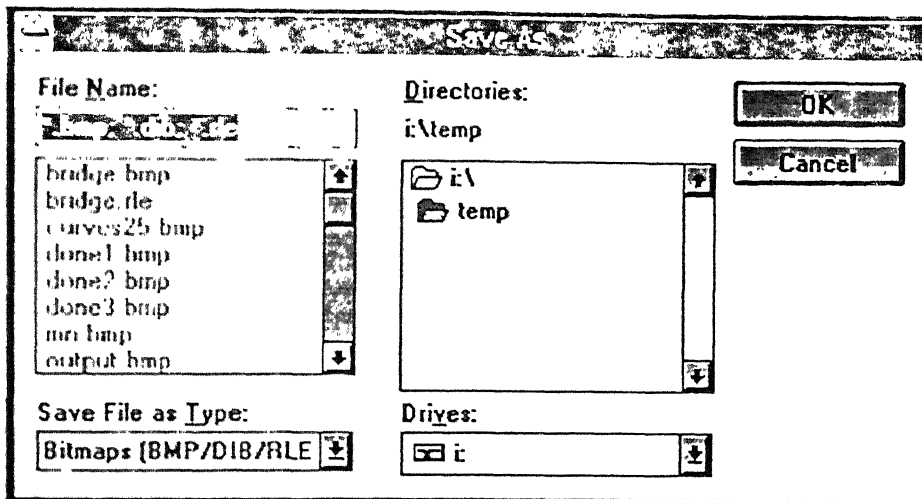 Save As
File Name:
bridge.bmp
bridge.rle
curves25.bmp
done1.bmp
done2.bmp
done3.bmp
output.bmp
Save File as Type:
Bitmaps (BMP/DIB/RLE
Directories:
i:\temp
i:\
temp
Drives:
i:
OK
Cancel